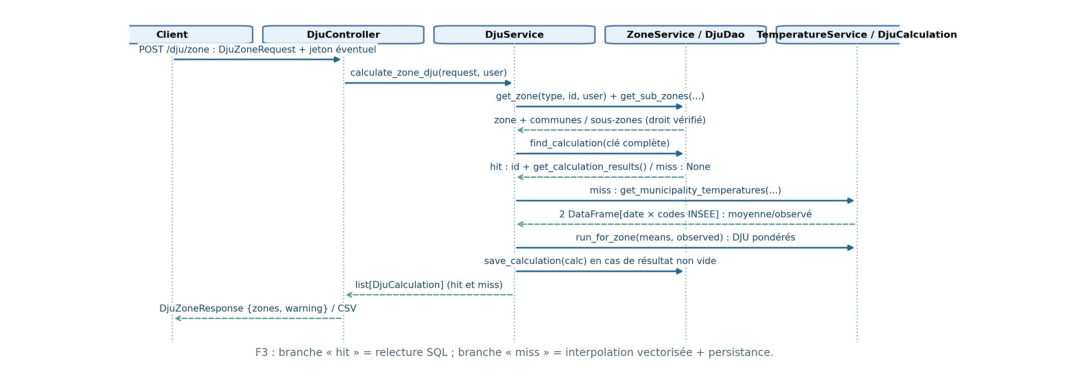 Client
DjuController
DjuService
ZoneService / DjuDao
TemperatureService / DjuCalculation
POST /dju/zone : DjuZoneRequest + jeton éventuel
calculate_zone_dju(request, user)
get_zone(type, id, user) + get_sub_zones(...)
zone + communes / sous-zones (droit vérifié)
find_calculation(clé complète)
hit : id + get_calculation_results() / miss : None
miss : get_municipality_temperatures(...)
2 DataFrame[date × codes INSEE] : moyenne/observé
run_for_zone(means, observed) : DJU pondérés
save_calculation(calc) en cas de résultat non vide
list[DjuCalculation] (hit et miss)
DjuZoneResponse {zones, warning} / CSV
F3 : branche « hit » = relecture SQL ; branche « miss » = interpolation vectorisée + persistance.